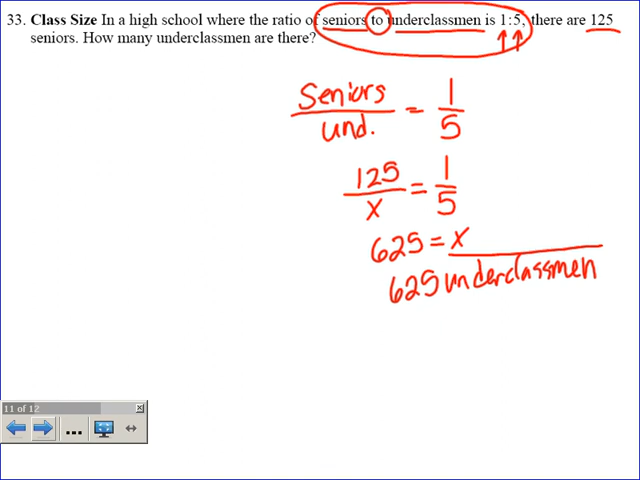 33. Class Size In a high school where the ratio of seniors to underclassmen is 1:5, there are 125
seniors. How many underclassmen are there?
Seniors = 1
und. 5
125 = 1
x 5
625 = x
625 underclassmen
11 of 12
...